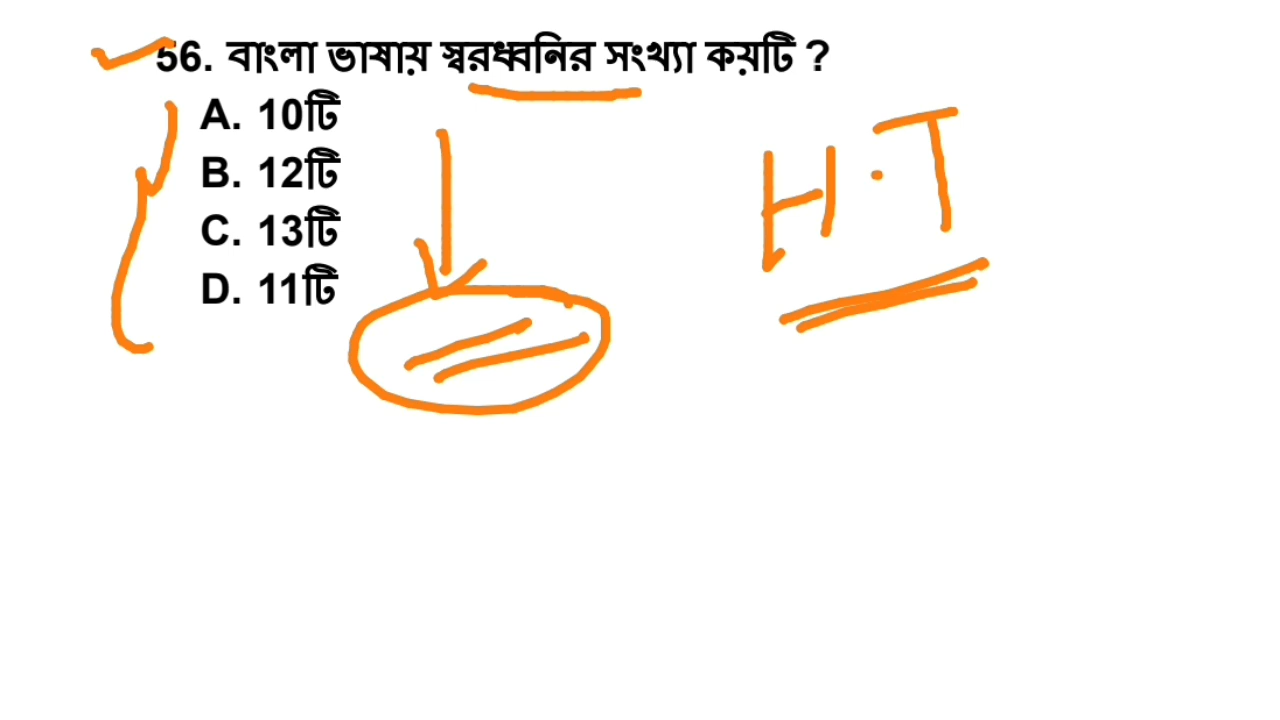 56. বাংলা ভাষায় স্বরধ্বনির সংখ্যা কয়টি ?
A. 10টি
B. 12টি
C. 13টি
D. 11টি
H.T